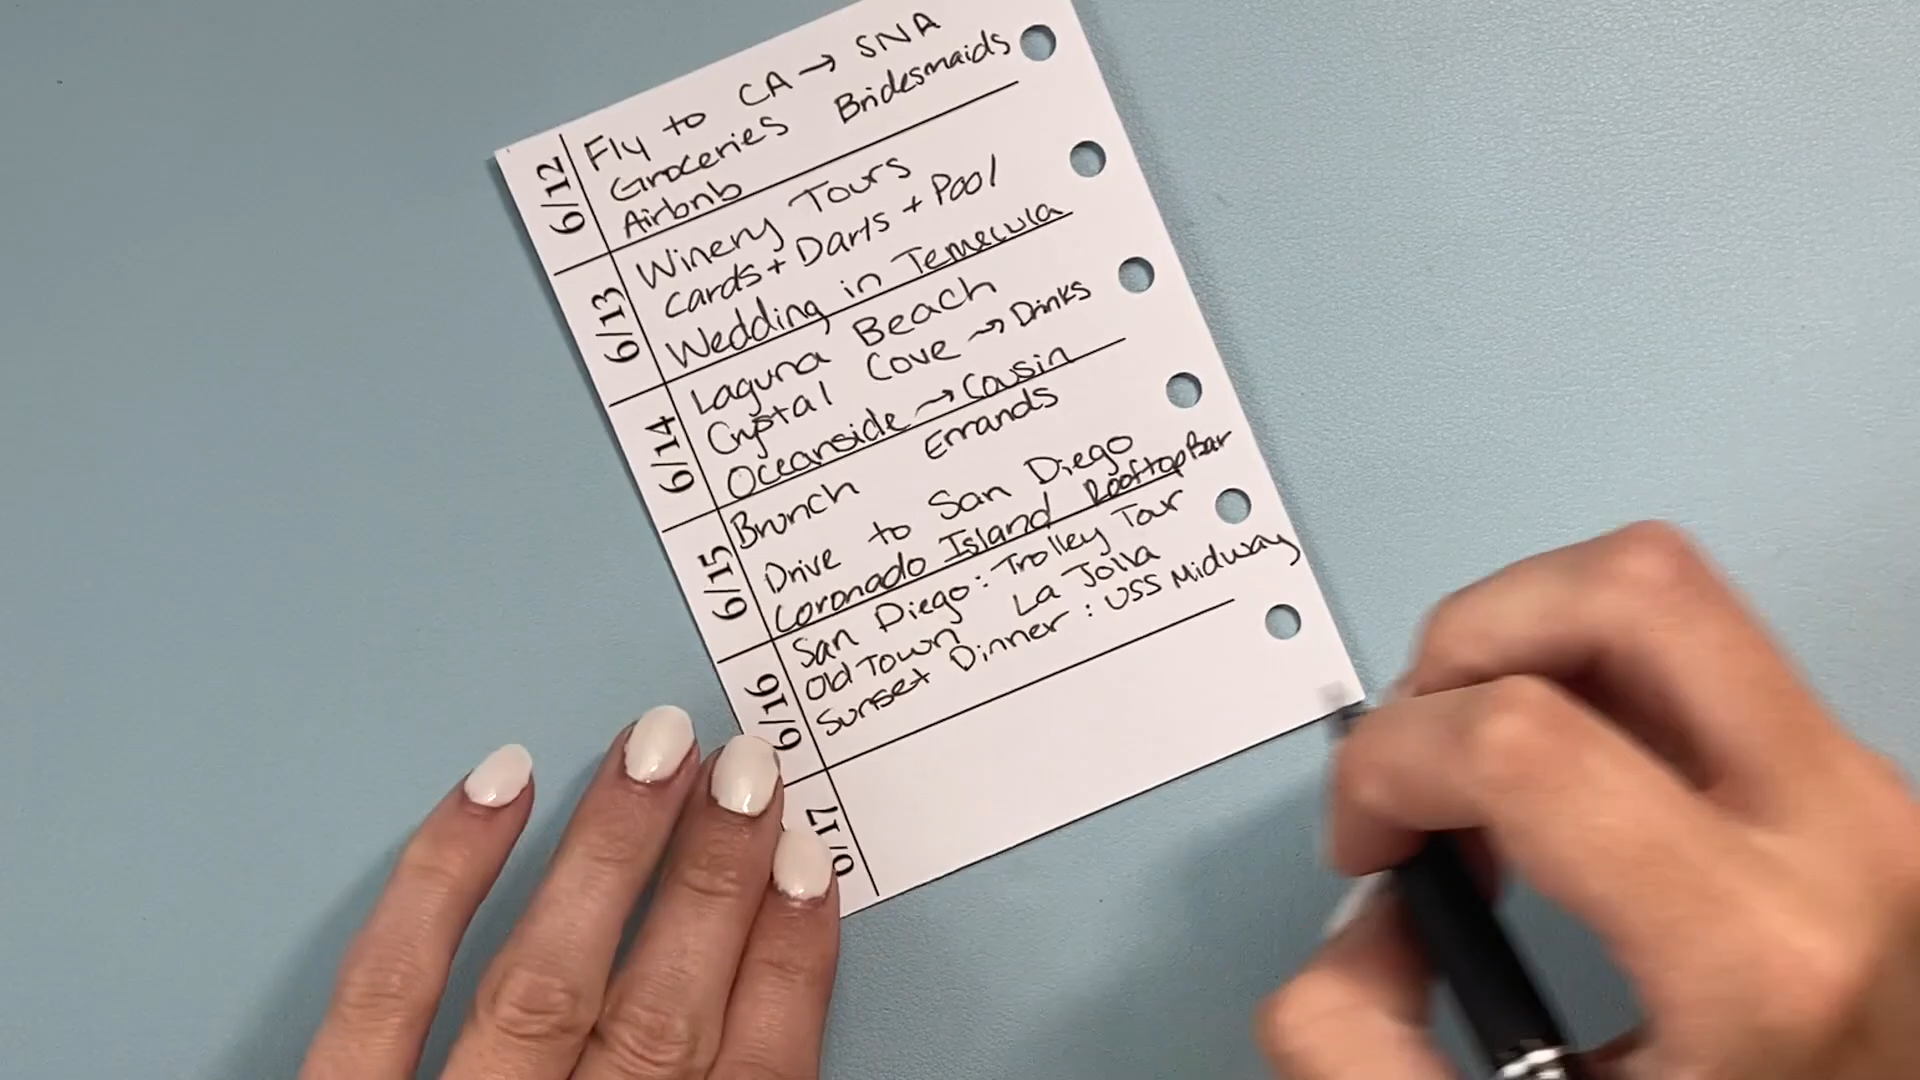 6/12
Fly to CA → SNA
Groceries Bridesmaids
Airbnb
6/13
Winery Tours
Cards + Darts + Pool
Wedding in Temecula
6/14
Laguna Beach
Crystal Cove → Drinks
Oceanside → Cousin
6/15
Brunch Errands
Drive to San Diego
Coronado Island Rooftop Bar
6/16
San Diego: Trolley Tour
Old Town La Jolla
Sunset Dinner: USS Midway
6/17